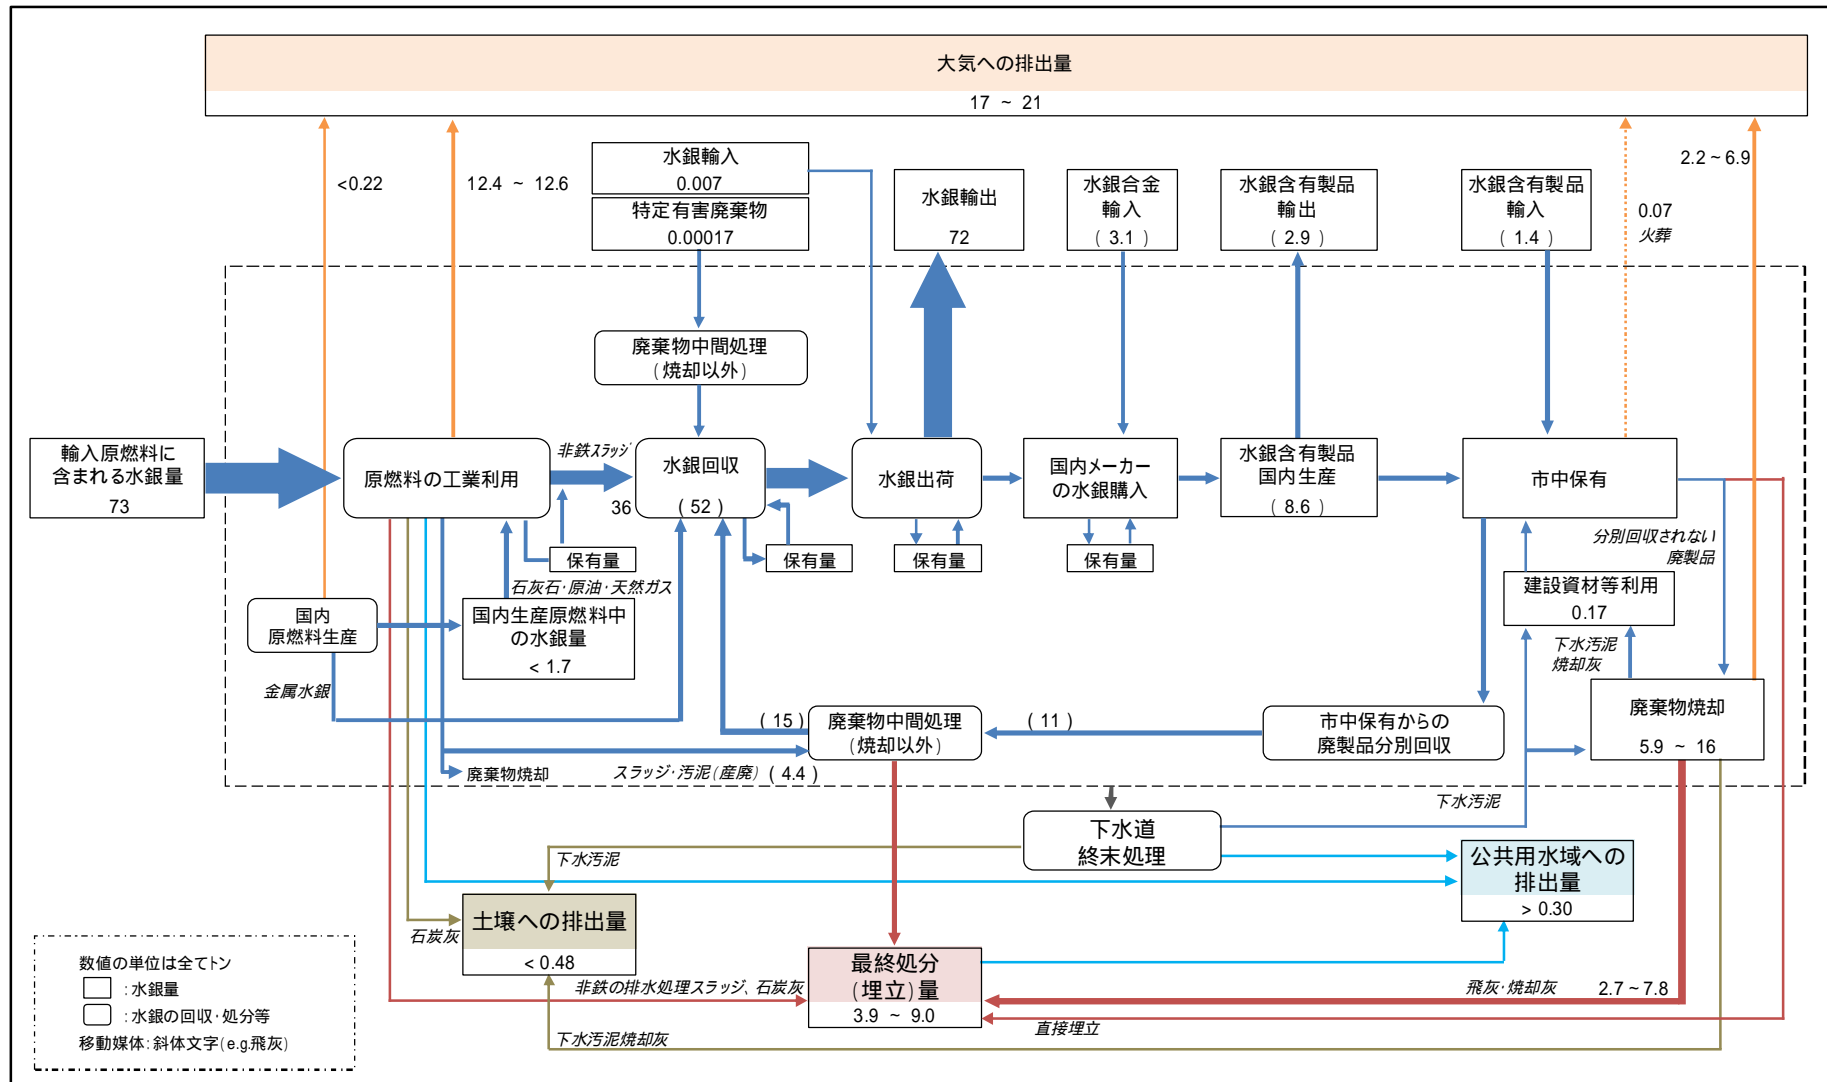 大気への排出量
17 ~ 21
<0.22
12.4 ~ 12.6
水銀輸入
0.007
特定有害廃棄物
0.00017
水銀輸出
72
水銀合金
輸入
(3.1)
水銀含有製品
輸出
(2.9)
水銀含有製品
輸入
(1.4)
0.07
火葬
2.2~6.9
廃棄物中間処理
(焼却以外)
輸入原燃料に
含まれる水銀量
73
原燃料の工業利用
非鉄スラッジ
36
水銀回収
(52)
水銀出荷
国内メーカー
の水銀購入
水銀含有製品
国内生産
(8.6)
市中保有
保有量
保有量
保有量
保有量
分別回収されない
廃製品
石灰石・原油・天然ガス
国内
原燃料生産
国内生産原燃料中
の水銀量
< 1.7
建設資材等利用
0.17
下水汚泥
焼却灰
金属水銀
(15)
廃棄物中間処理
(焼却以外)
(11)
市中保有からの
廃製品分別回収
廃棄物焼却
5.9 ~ 16
廃棄物焼却
スラッジ・汚泥(産廃)
(4.4)
下水汚泥
下水道
終末処理
下水汚泥
公共用水域への
排出量
> 0.30
石炭灰
土壌への排出量
< 0.48
非鉄の排水処理スラッジ、石炭灰
最終処分
(埋立)量
3.9 ~ 9.0
飛灰・焼却灰
2.7~7.8
直接埋立
下水汚泥焼却灰
数値の単位は全てトン
:水銀量
:水銀の回収・処分等
移動媒体:斜体文字(e.g.飛灰)